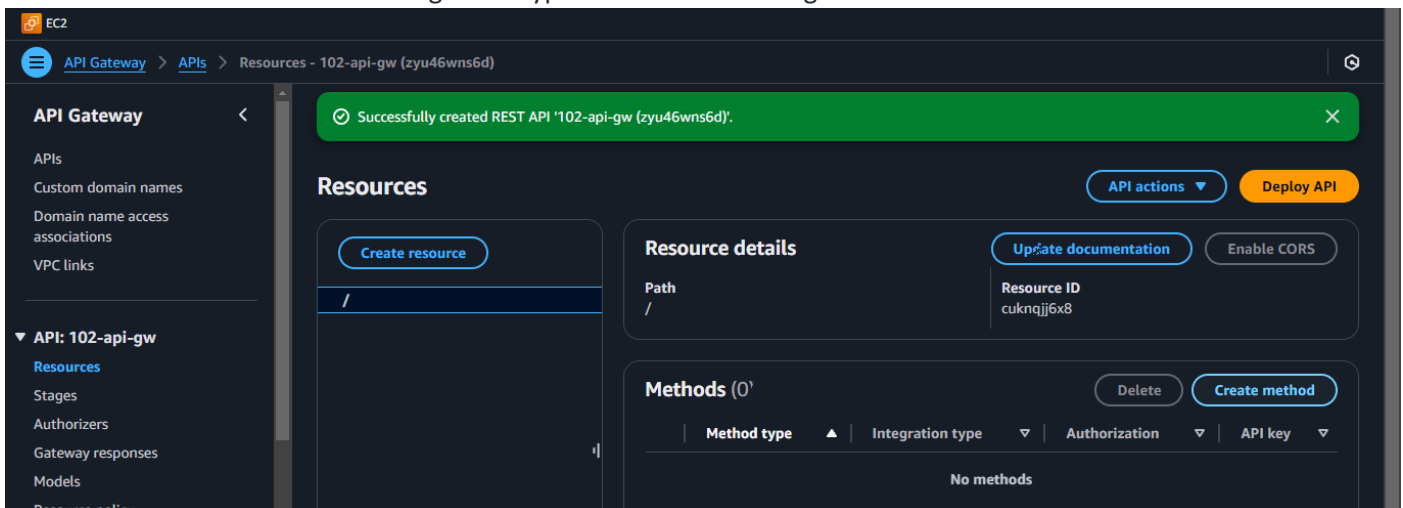 EC2
API Gateway > APIs > Resources - 102-api-gw (zyu46wns6d)
API Gateway
APIs
Custom domain names
Domain name access
associations
VPC links
API: 102-api-gw
Resources
Stages
Authorizers
Gateway responses
Models
Successfully created REST API '102-api-gw (zyu46wns6d)'.
Resources
API actions
Deploy API
Create resource
/
Resource details
Update documentation
Enable CORS
Path
/
Resource ID
cuknqjj6x8
Methods (0)
Delete
Create method
Method type
Integration type
Authorization
API key
No methods